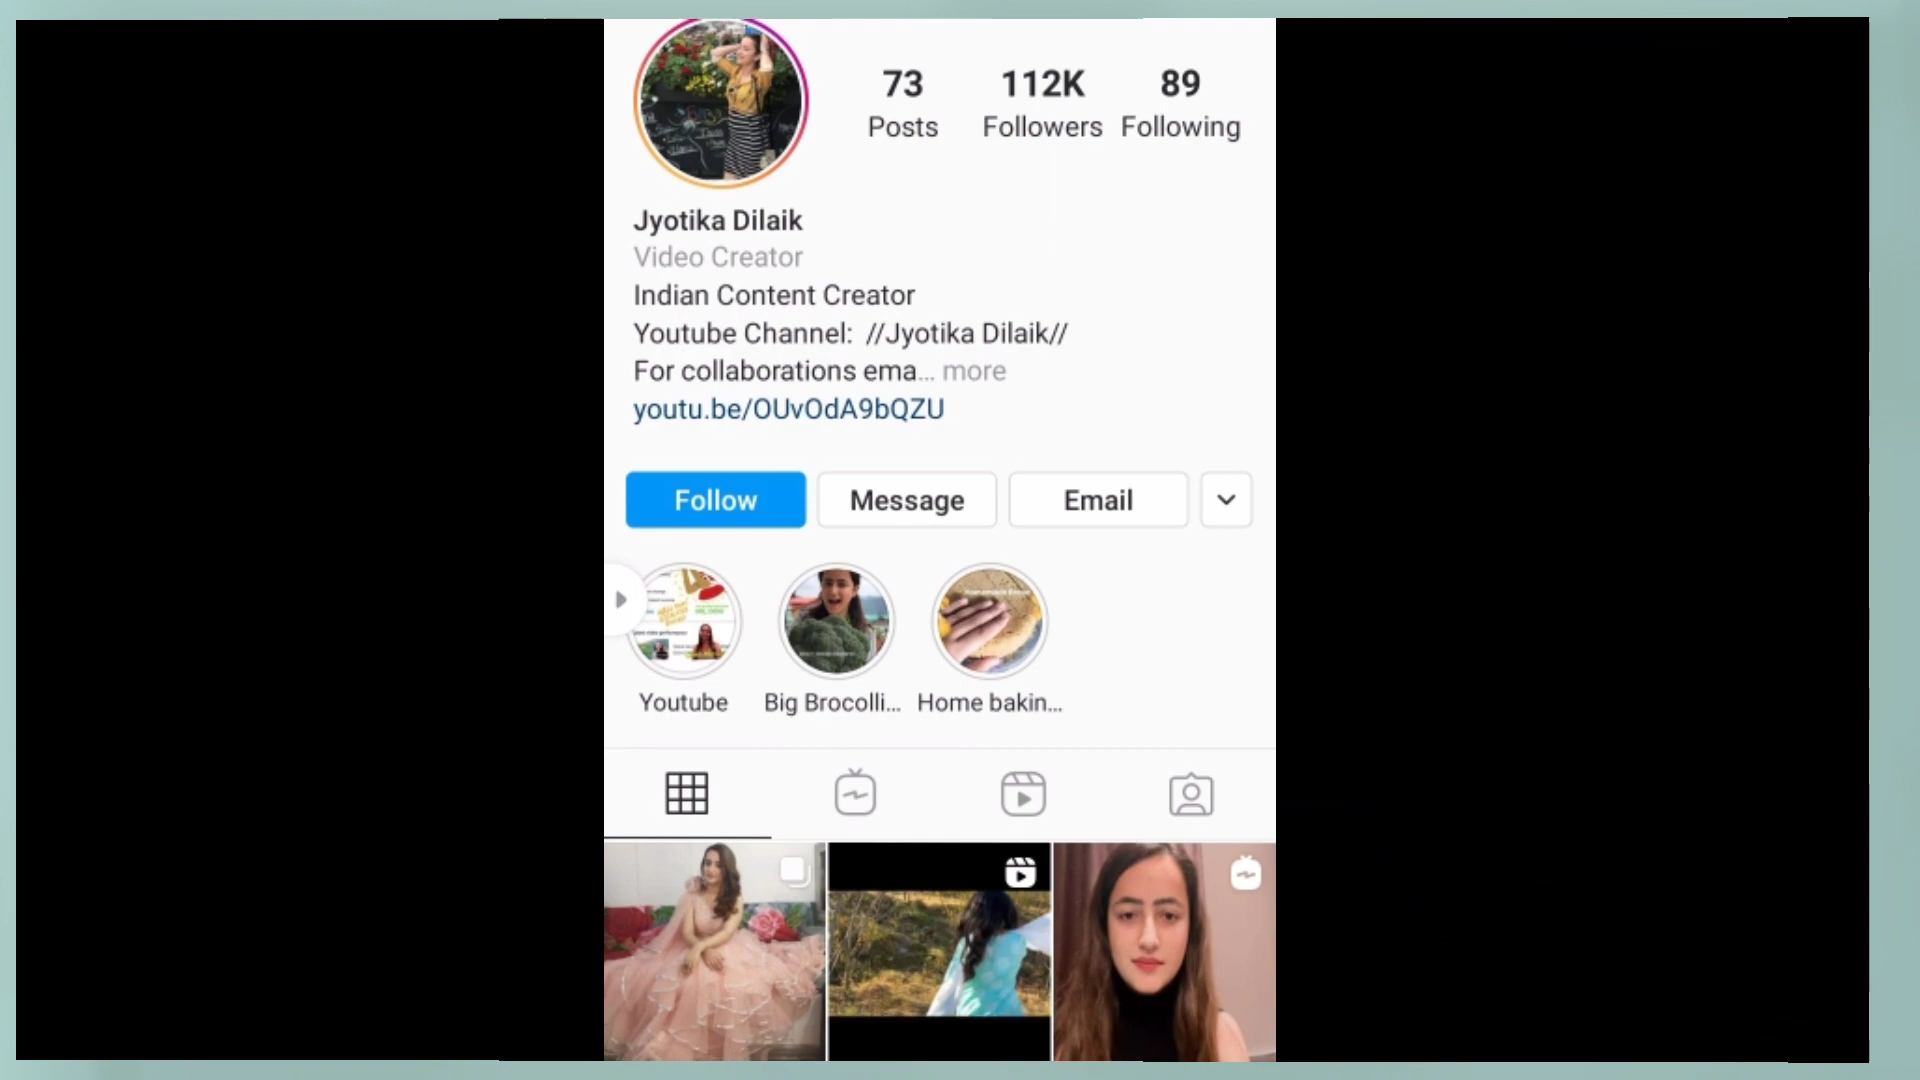 73
Posts
112K
Followers
89
Following
Jyotika Dilaik
Video Creator
Indian Content Creator
Youtube Channel: //Jyotika Dilaik//
For collaborations ema... more
youtu.be/OUvOdA9bQZU
Follow
Message
Email
Youtube
Big Brocolli...
Home bakin...